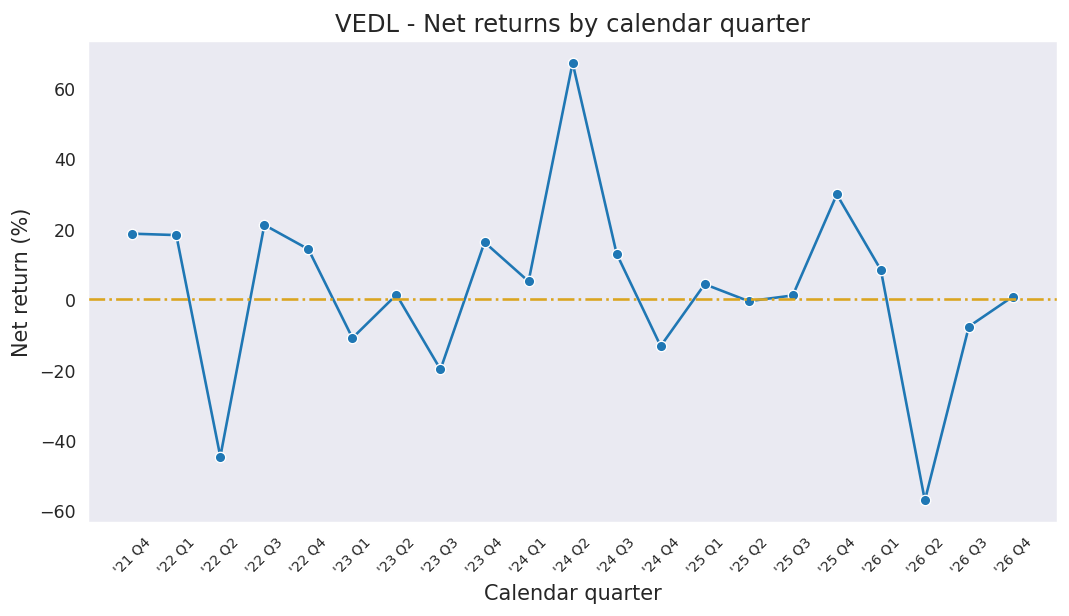 VEDL - Net returns by calendar quarter
Net return (%)
60
40
20
0
−20
−40
−60
'21 Q4
'22 Q1
'22 Q2
'22 Q3
'22 Q4
'23 Q1
'23 Q2
'23 Q3
'23 Q4
'24 Q1
'24 Q2
'24 Q3
'24 Q4
'25 Q1
'25 Q2
'25 Q3
'25 Q4
'26 Q1
'26 Q2
'26 Q3
'26 Q4
Calendar quarter